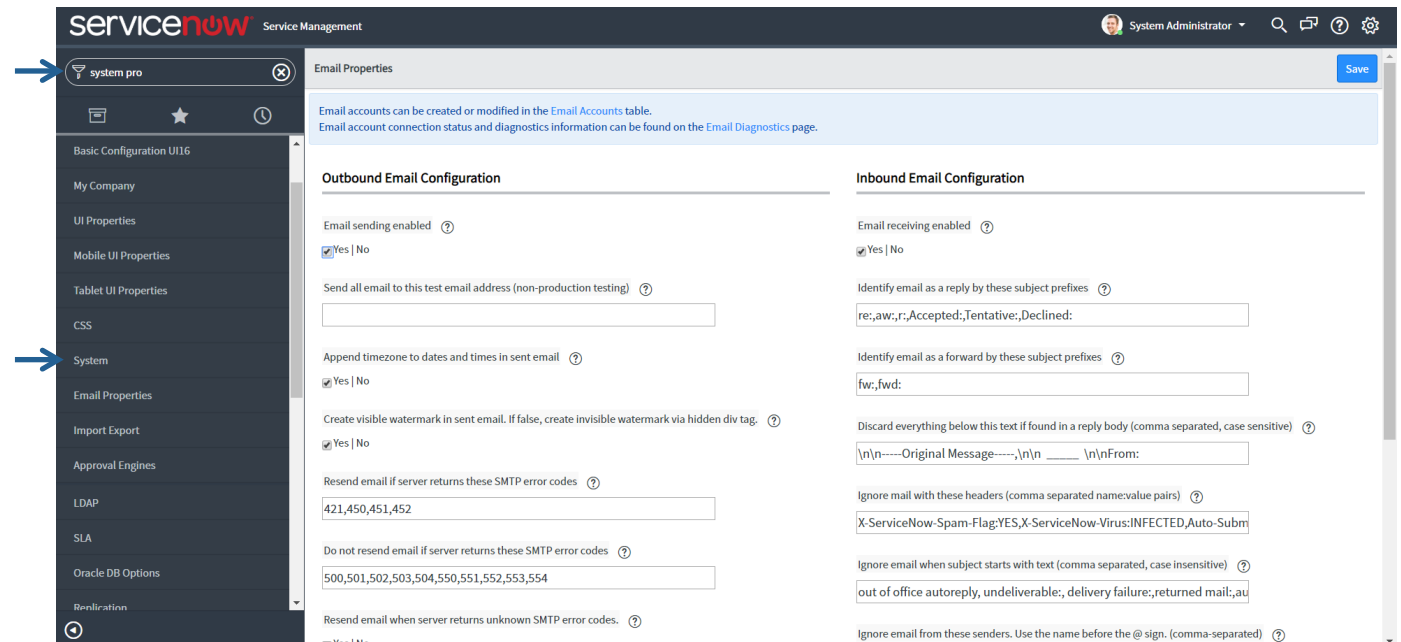 servicenow Service Management
System Administrator
system pro
Basic Configuration UI16
My Company
UI Properties
Mobile UI Properties
Tablet UI Properties
CSS
System
Email Properties
Import Export
Approval Engines
LDAP
SLA
Oracle DB Options
Replication
Email Properties
Save
Email accounts can be created or modified in the Email Accounts table.
Email account connection status and diagnostics information can be found on the Email Diagnostics page.
Outbound Email Configuration
Email sending enabled
Yes | No
Send all email to this test email address (non-production testing)
Append timezone to dates and times in sent email
Yes | No
Create visible watermark in sent email. If false, create invisible watermark via hidden div tag.
Yes | No
Resend email if server returns these SMTP error codes
421,450,451,452
Do not resend email if server returns these SMTP error codes
500,501,502,503,504,550,551,552,553,554
Resend email when server returns unknown SMTP error codes.
Yes | No
Inbound Email Configuration
Email receiving enabled
Yes | No
Identify email as a reply by these subject prefixes
re:,aw:,r:,Accepted:,Tentative:,Declined:
Identify email as a forward by these subject prefixes
fw:,fwd:
Discard everything below this text if found in a reply body (comma separated, case sensitive)
\n\n-----Original Message-----,\n\n _____ \n\nFrom:
Ignore mail with these headers (comma separated name:value pairs)
X-ServiceNow-Spam-Flag:YES,X-ServiceNow-Virus:INFECTED,Auto-Subm
Ignore email when subject starts with text (comma separated, case insensitive)
out of office autoreply, undeliverable:, delivery failure:,returned mail:,au
Ignore email from these senders. Use the name before the @ sign. (comma-separated)